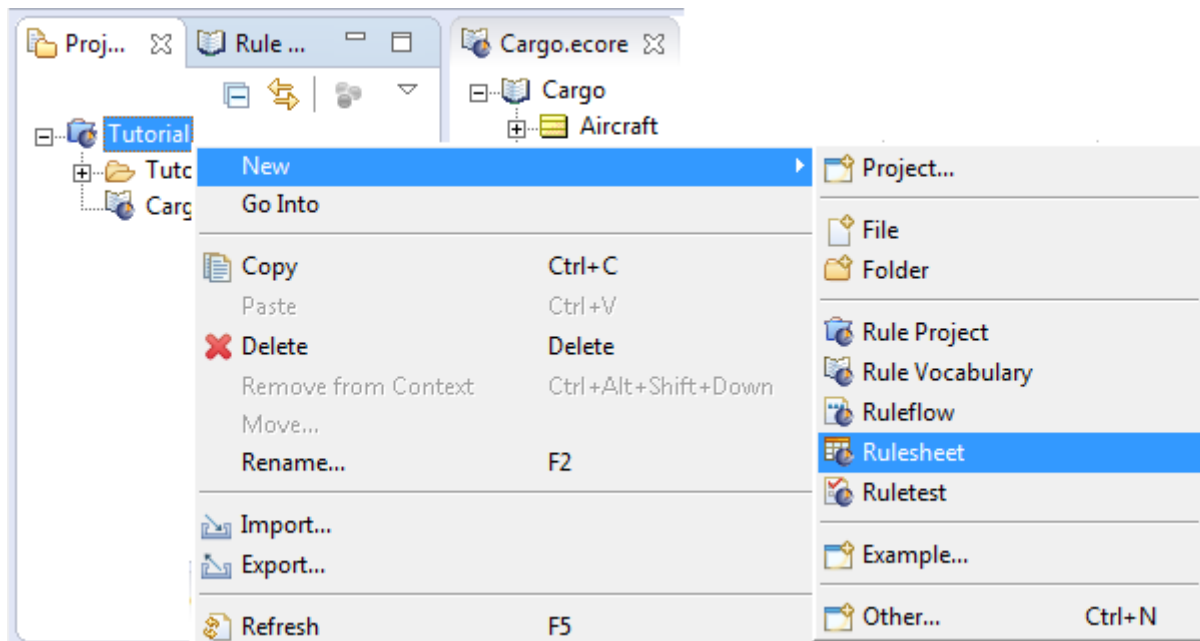 Proj...
Rule ...
Cargo.ecore
Cargo
Aircraft
Tutorial
Tutc
Carg
New
Go Into
Copy Ctrl+C
Paste Ctrl+V
Delete Delete
Remove from Context Ctrl+Alt+Shift+Down
Move...
Rename... F2
Import...
Export...
Refresh F5
Project...
File
Folder
Rule Project
Rule Vocabulary
Ruleflow
Rulesheet
Ruletest
Example...
Other... Ctrl+N